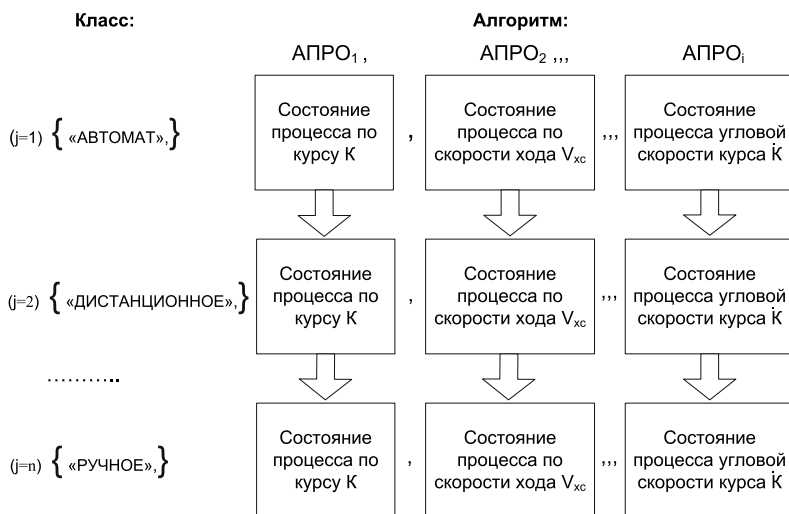 Класс: Алгоритм:
АПРО₁ , АПРО₂ ,,, АПРОᵢ
(j=1) { «АВТОМАТ»,}
Состояние
процесса по
курсу К
,
Состояние
процесса по
скорости хода Vхс
,,,
Состояние
процесса угловой
скорости курса K̇
(j=2) { «ДИСТАНЦИОННОЕ»,}
Состояние
процесса по
курсу К
,
Состояние
процесса по
скорости хода Vхс
,,,
Состояние
процесса угловой
скорости курса K̇
…………..
(j=n) { «РУЧНОЕ»,}
Состояние
процесса по
курсу К
,
Состояние
процесса по
скорости хода Vхс
,,,
Состояние
процесса угловой
скорости курса K̇